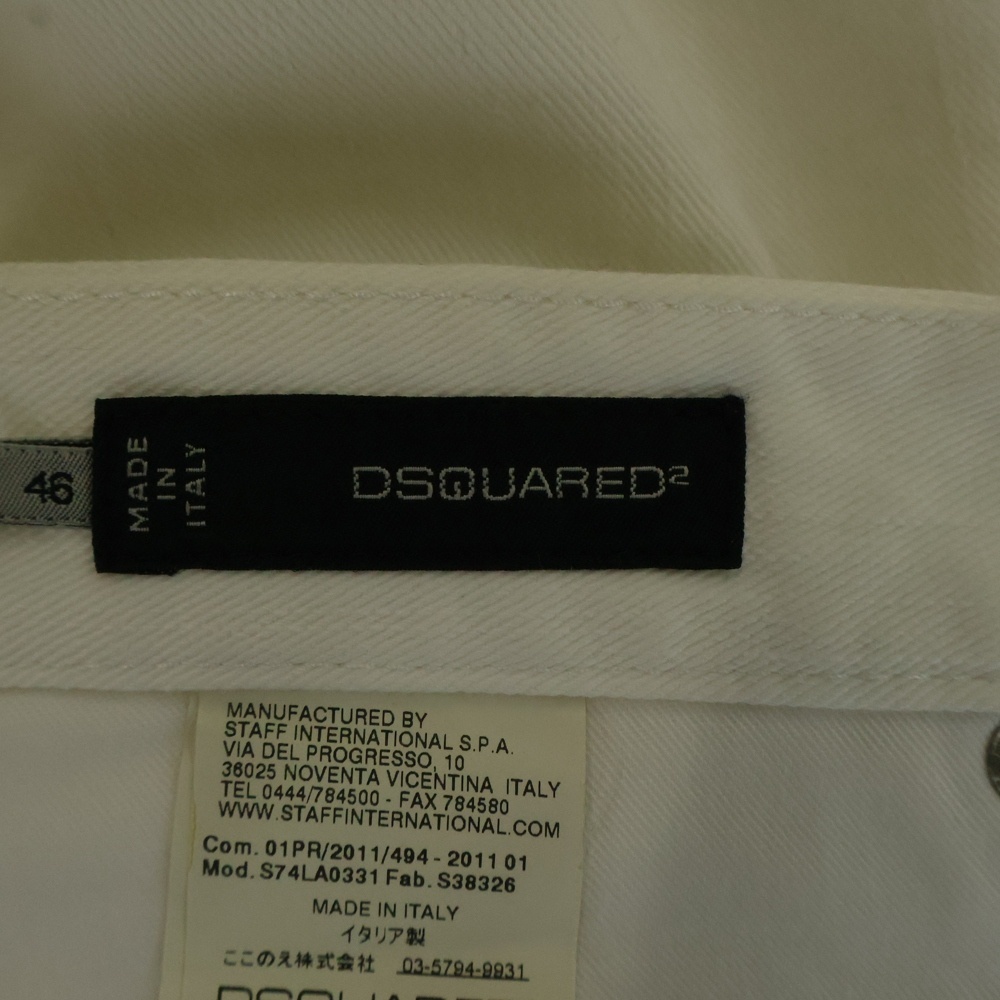 46
MADE
IN
ITALY
DSQUARED²
MANUFACTURED BY
STAFF INTERNATIONAL S.P.A.
VIA DEL PROGRESSO, 10
36025 NOVENTA VICENTINA ITALY
TEL 0444/784500 - FAX 784580
WWW.STAFFINTERNATIONAL.COM
Com. 01PR/2011/494 - 2011 01
Mod. S74LA0331 Fab. S38326
MADE IN ITALY
イタリア製
ここのえ株式会社 03-5794-9931
DSQUARED